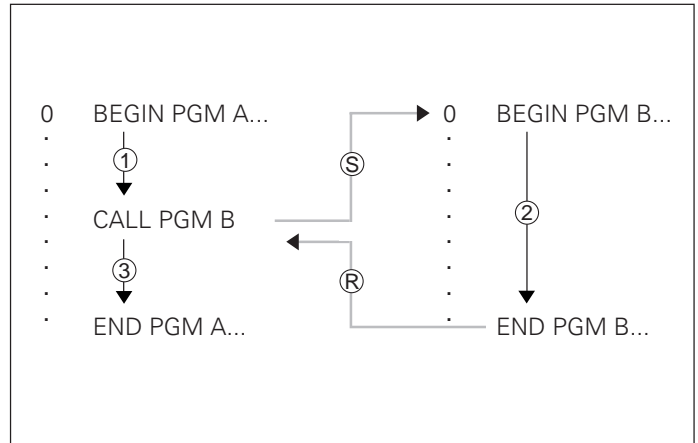 0 BEGIN PGM A...
1
S
CALL PGM B
3
R
END PGM A...
0 BEGIN PGM B...
2
END PGM B...